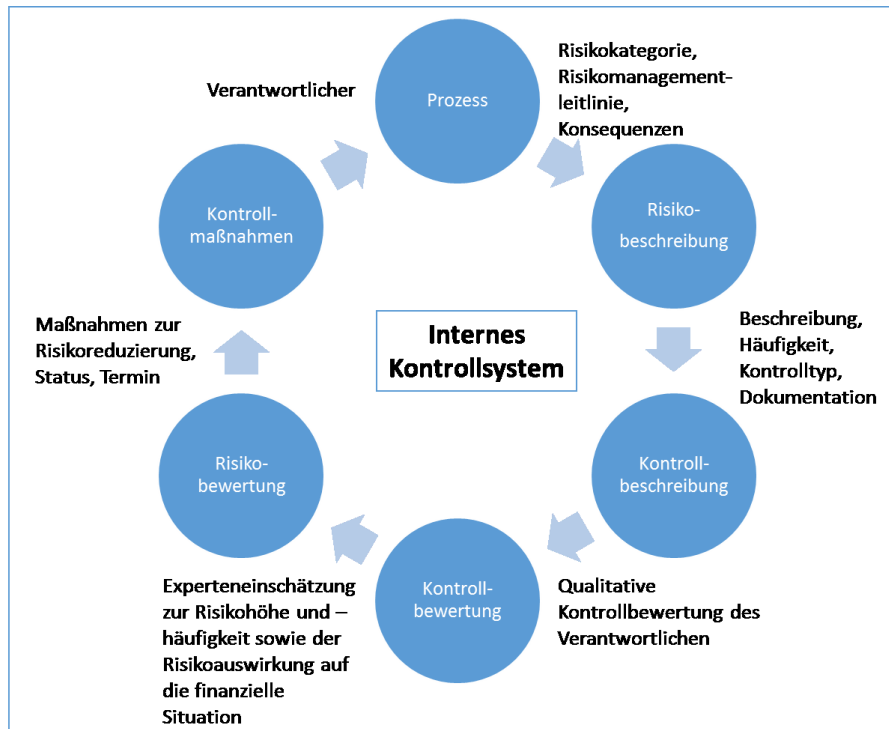 Verantwortlicher
Prozess
Risikokategorie,
Risikomanagement-
leitlinie,
Konsequenzen
Risiko-
beschreibung
Beschreibung,
Häufigkeit,
Kontrolltyp,
Dokumentation
Kontroll-
beschreibung
Qualitative
Kontrollbewertung des
Verantwortlichen
Kontroll-
bewertung
Experteneinschätzung
zur Risikohöhe und –
häufigkeit sowie der
Risikoauswirkung auf
die finanzielle
Situation
Risiko-
bewertung
Maßnahmen zur
Risikoreduzierung,
Status, Termin
Kontroll-
maßnahmen
Internes
Kontrollsystem